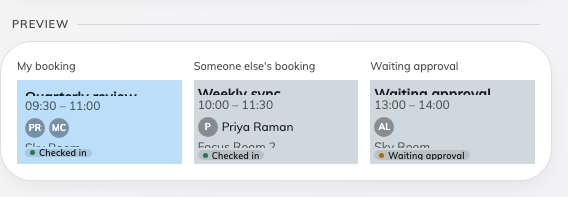 PREVIEW
My booking
Quarterly review
09:30 – 11:00
PR MC
Sky Room
Checked in
Someone else's booking
Weekly sync
10:00 – 11:30
P Priya Raman
Focus Room 2
Checked in
Waiting approval
Waiting approval
13:00 – 14:00
AL
Sky Room
Waiting approval